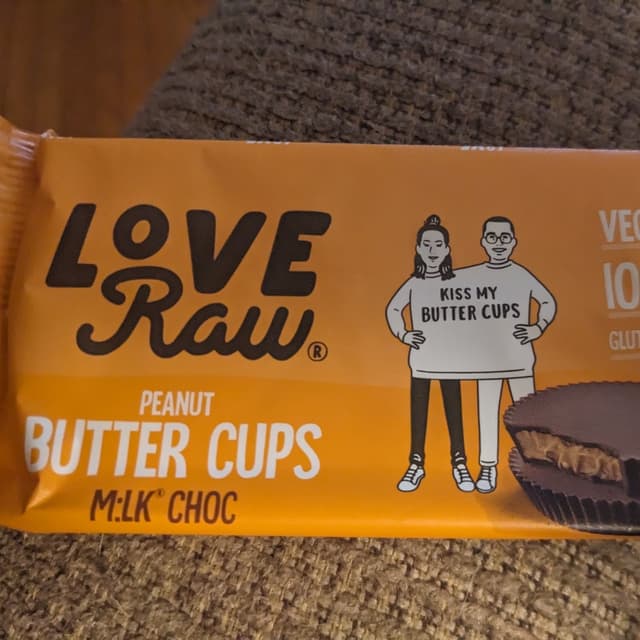 LOVE
Raw®
PEANUT
BUTTER CUPS
M:LK® CHOC
KISS MY
BUTTER CUPS